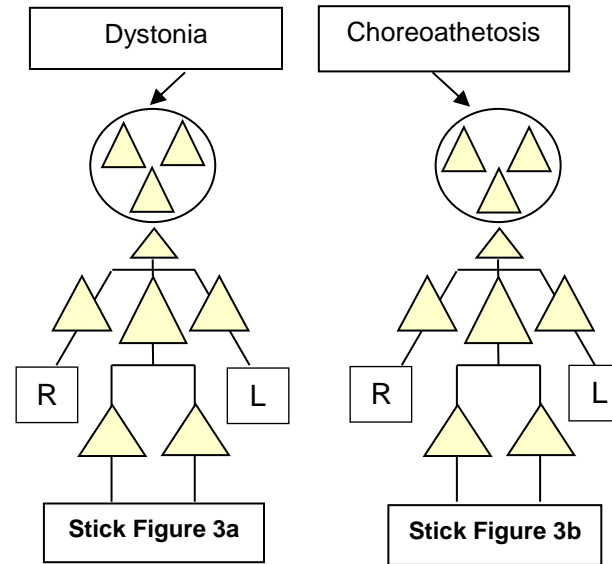 Dystonia
Choreoathetosis
R
L
R
L
Stick Figure 3a
Stick Figure 3b